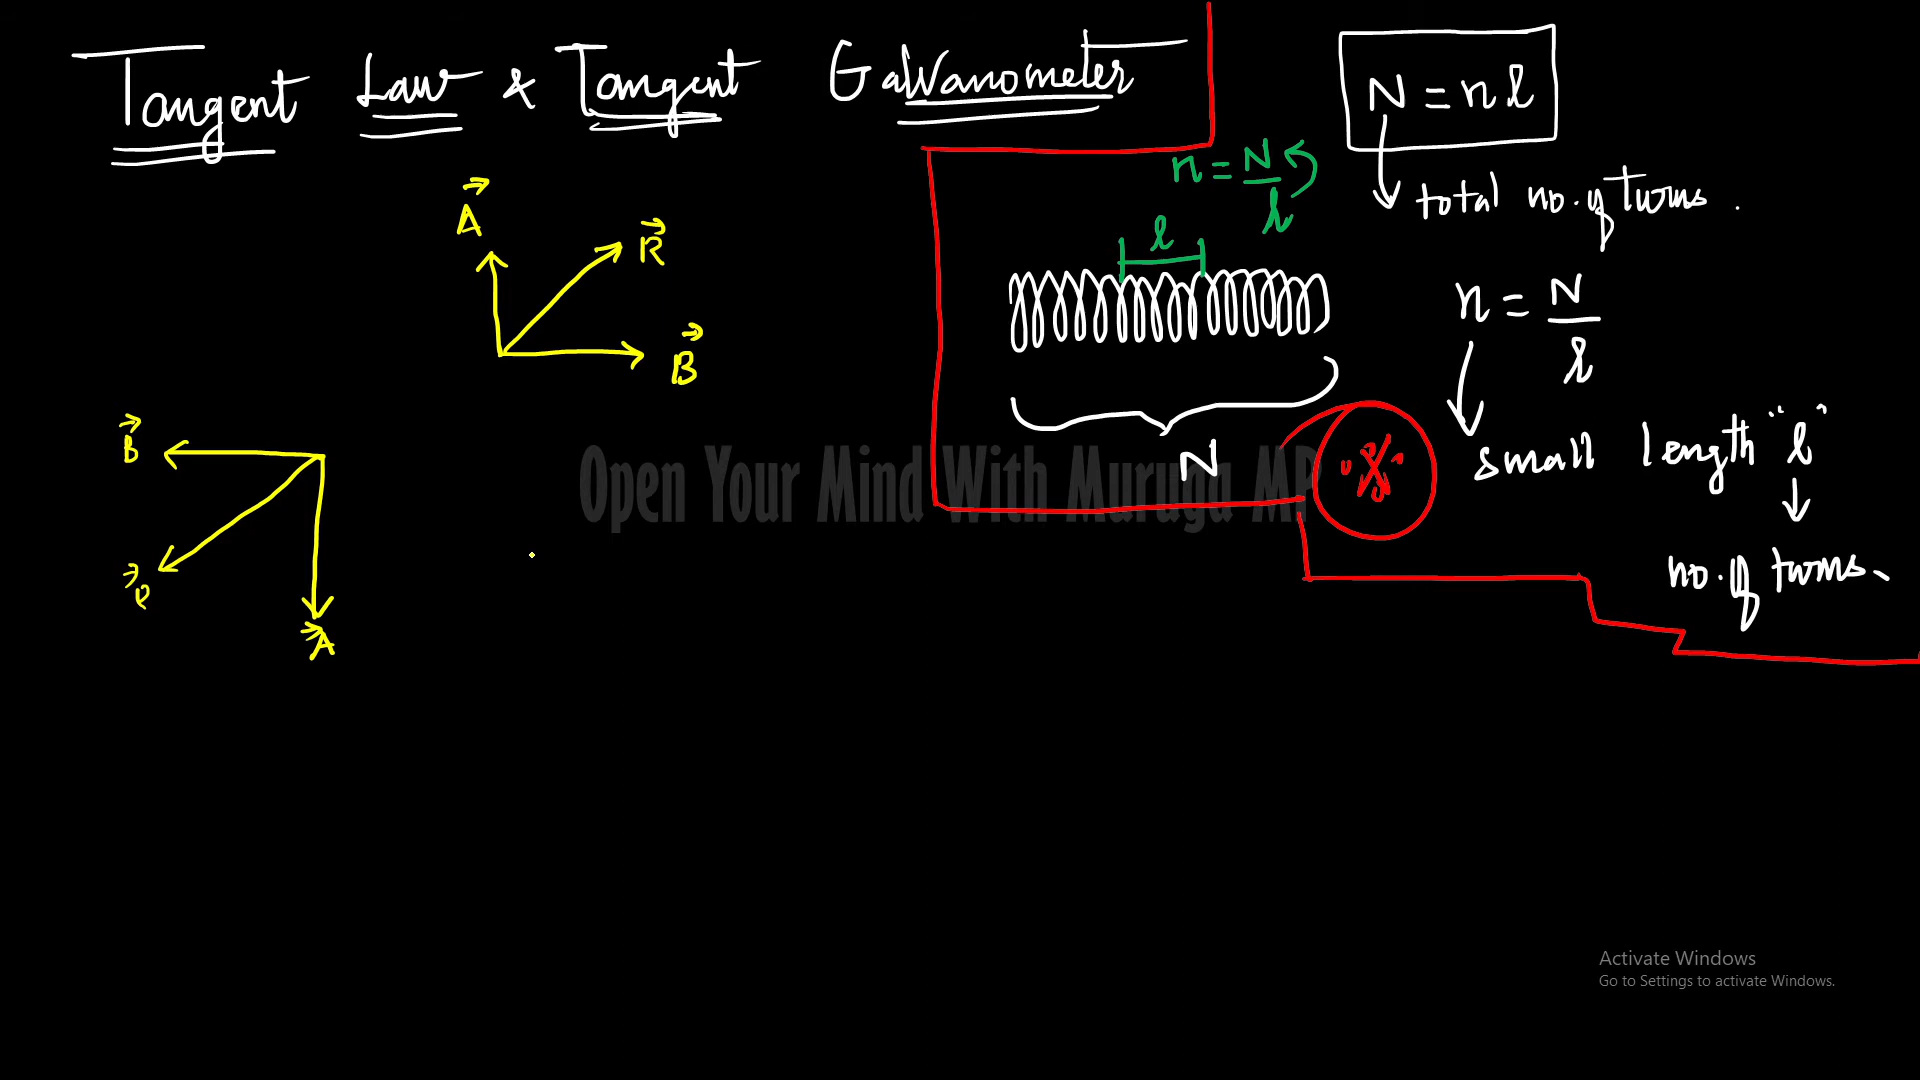 Tangent Law & Tangent Galvanometer
N = nl
n = N/l
total no. of turns.
A
R
B
l
n = N/l
small length "l"
no. of turns.
N
B
A
Open Your Mind With Muruga MP
Activate Windows
Go to Settings to activate Windows.